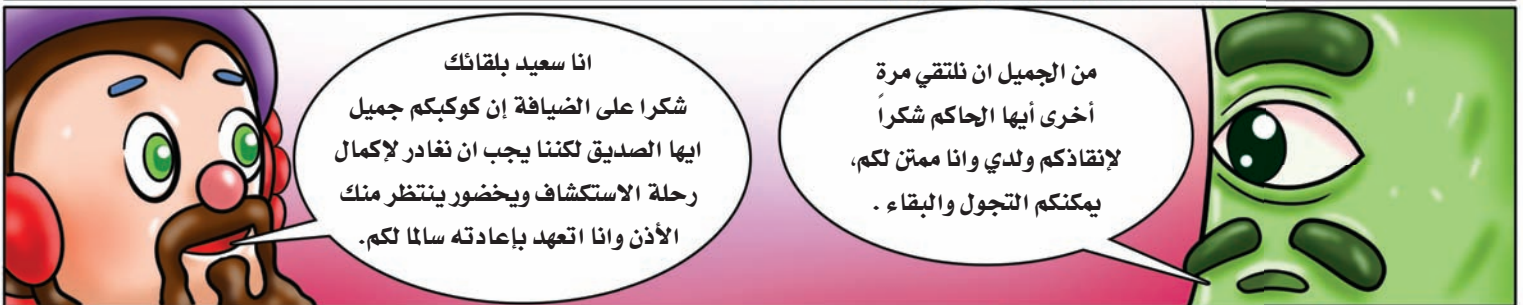 من الجميل ان نلتقي مرة
أخرى أيها الحاكم شكراً
لإنقاذكم ولدي وانا ممتن لكم،
يمكنكم التجول والبقاء .
انا سعيد بلقائك
شكرا على الضيافة إن كوكبكم جميل
ايها الصديق لكننا يجب ان نغادر لإكمال
رحلة الاستكشاف ويخضور ينتظر منك
الأذن وانا اتعهد بإعادته سالما لكم.